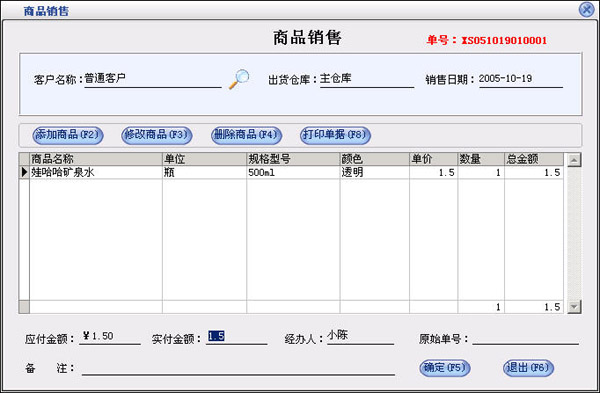 商品销售
商品销售 单号：XS051019010001
客户名称：普通客户 出货仓库：主仓库 销售日期：2005-10-19
添加商品(F2) 修改商品(F3) 删除商品(F4) 打印单据(F8)
商品名称 单位 规格型号 颜色 单价 数量 总金额
娃哈哈矿泉水 瓶 500ml 透明 1.5 1 1.5
1 1.5
应付金额：￥1.50 实付金额：1.5 经办人：小陈 原始单号：
备 注： 确定(F5) 退出(F6)